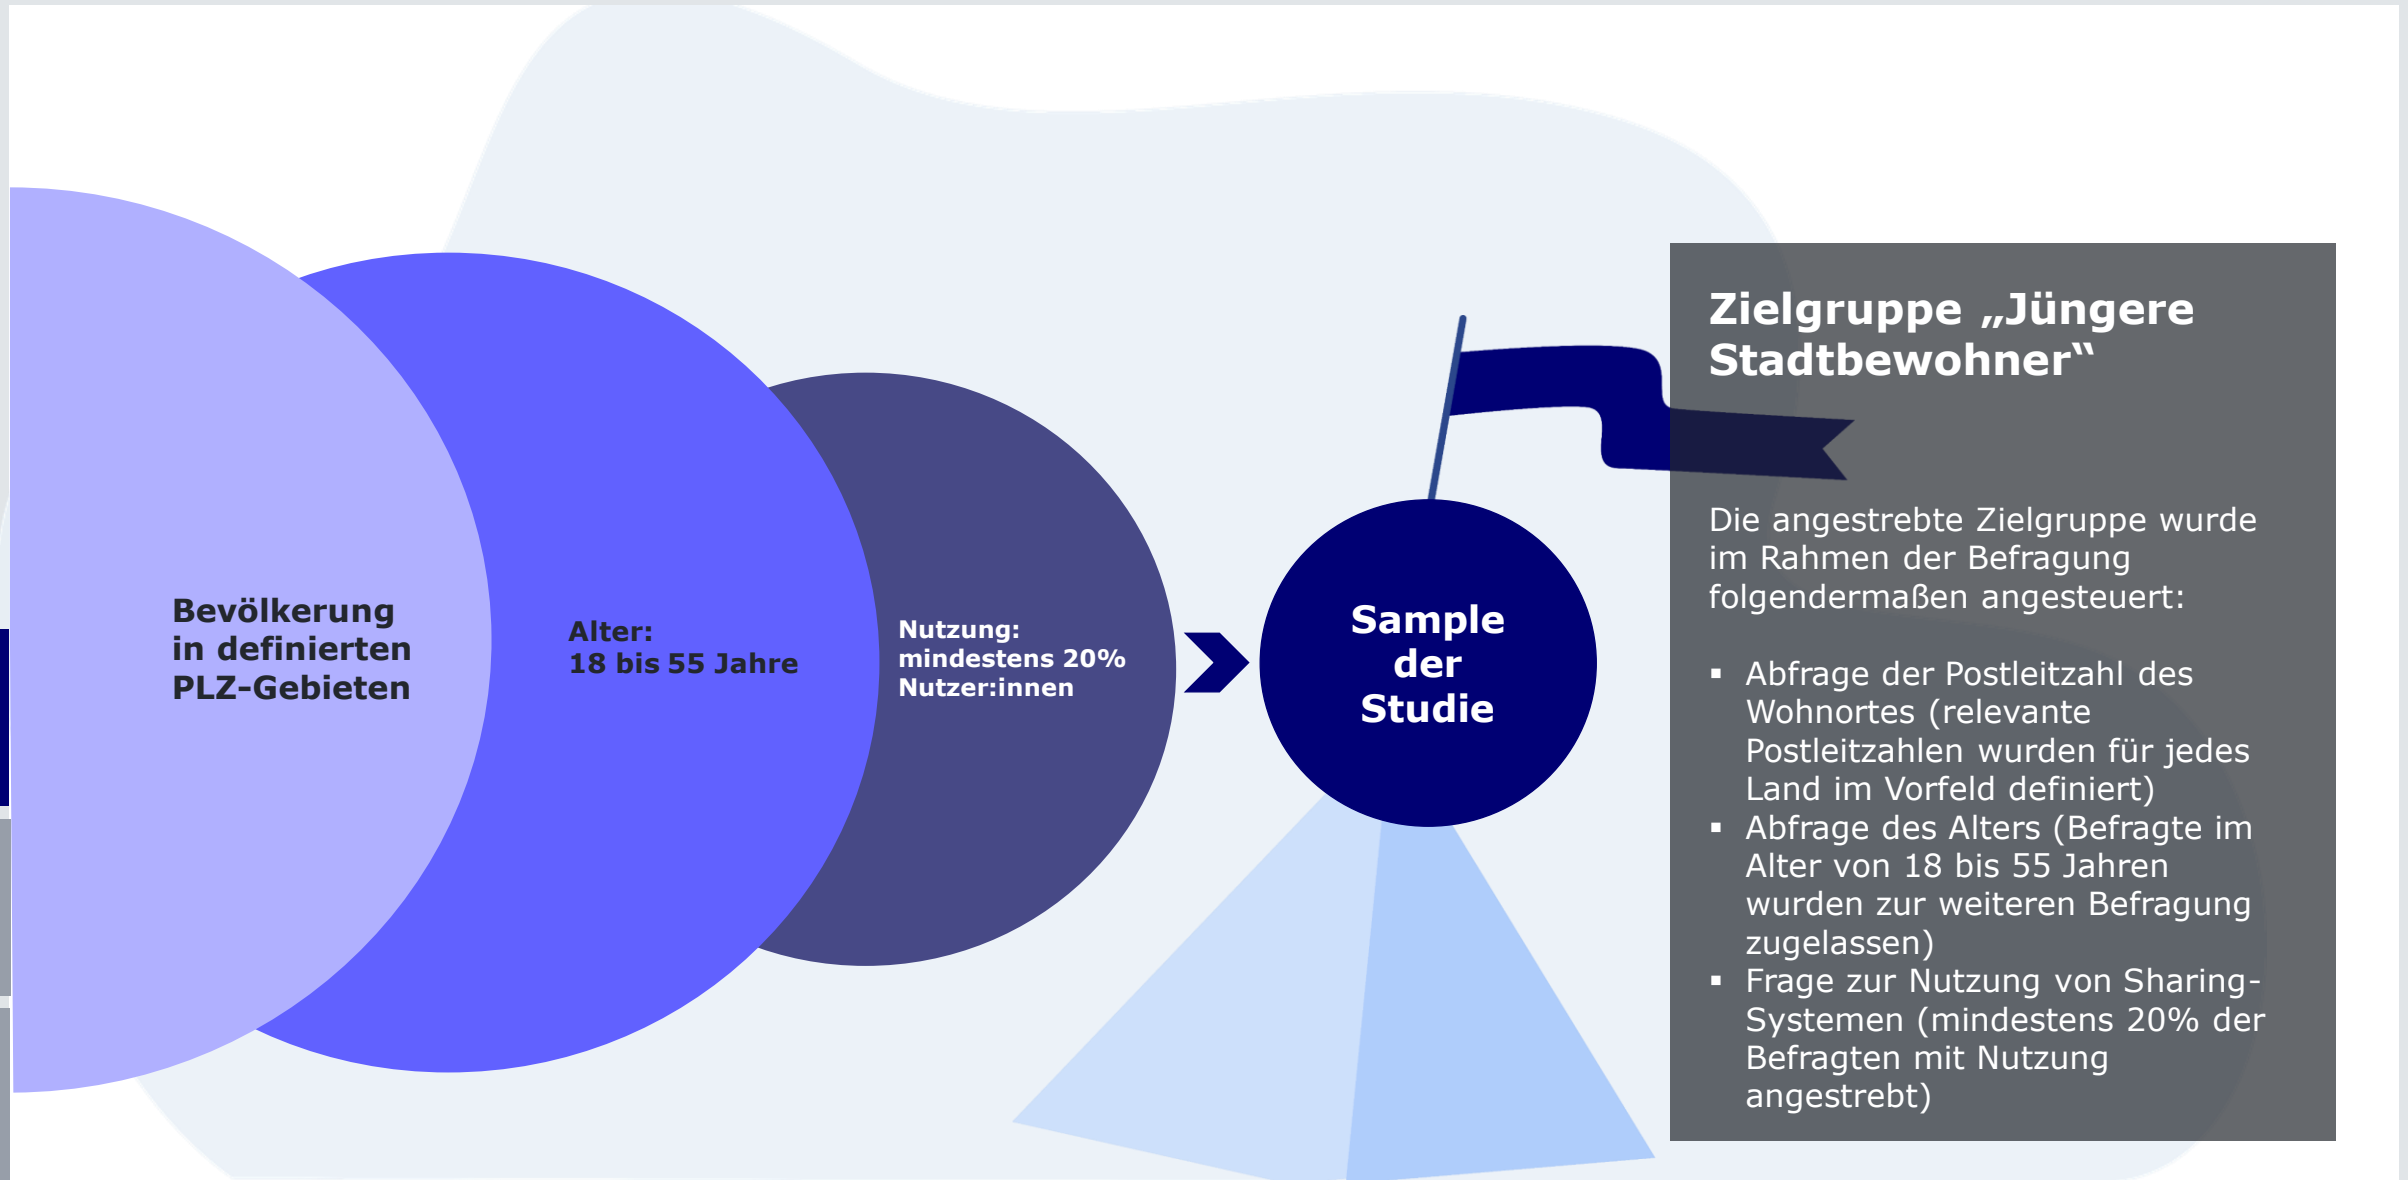 Bevölkerung
in definierten
PLZ-Gebieten
Alter:
18 bis 55 Jahre
Nutzung:
mindestens 20%
Nutzer:innen
Sample
der
Studie
Zielgruppe „Jüngere
Stadtbewohner“
Die angestrebte Zielgruppe wurde
im Rahmen der Befragung
folgendermaßen angesteuert:
▪ Abfrage der Postleitzahl des
Wohnortes (relevante
Postleitzahlen wurden für jedes
Land im Vorfeld definiert)
▪ Abfrage des Alters (Befragte im
Alter von 18 bis 55 Jahren
wurden zur weiteren Befragung
zugelassen)
▪ Frage zur Nutzung von Sharing-
Systemen (mindestens 20% der
Befragten mit Nutzung
angestrebt)